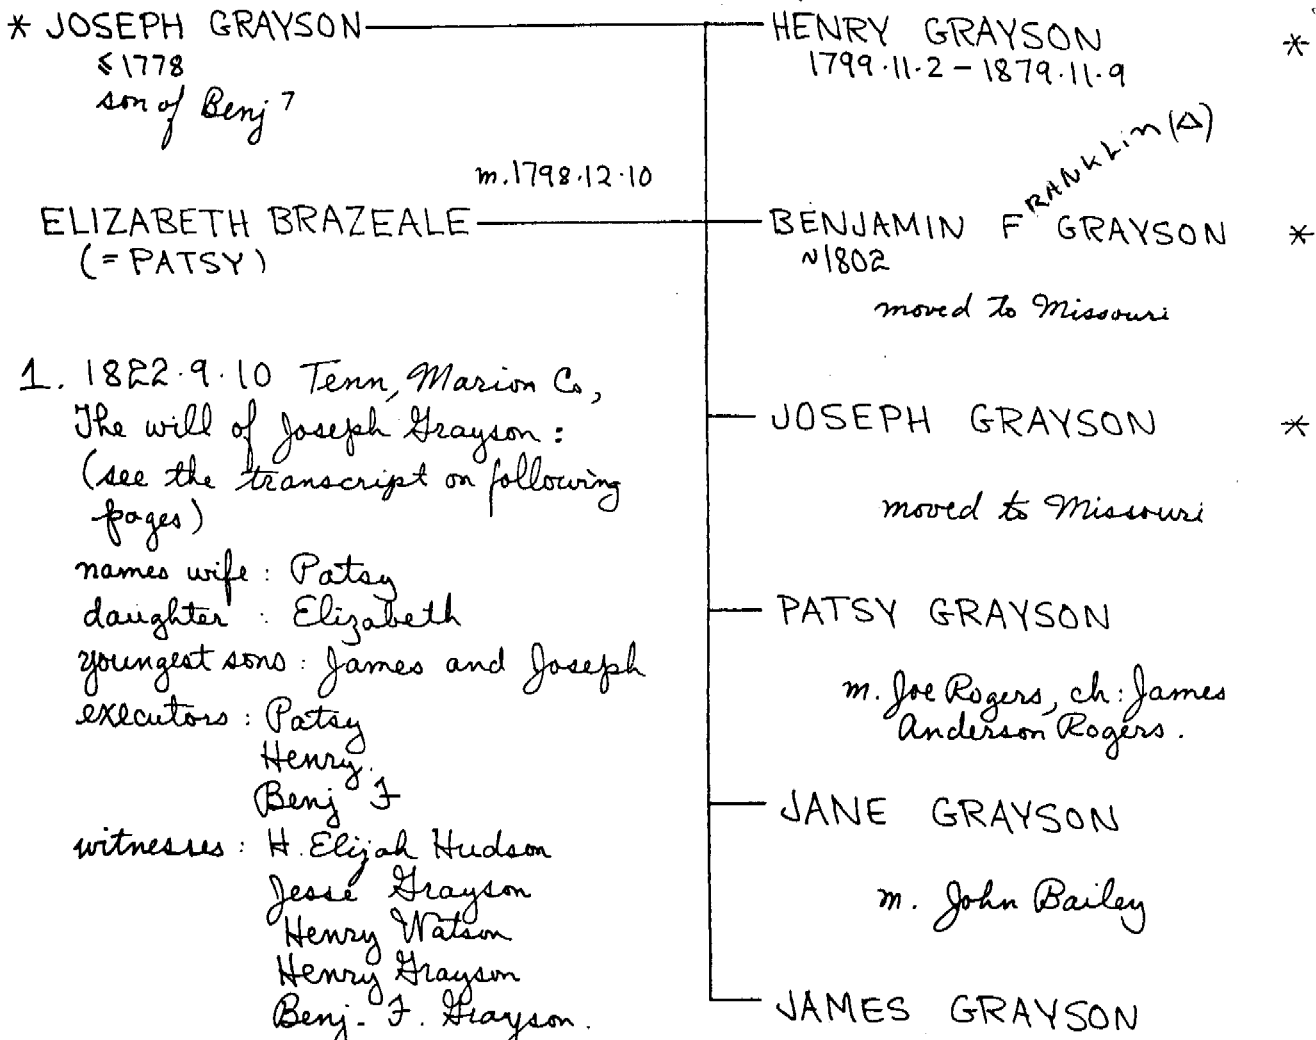 * JOSEPH GRAYSON
≤1778
son of Benj 7
m.1798.12.10
ELIZABETH BRAZEALE
(=PATSY)
1. 1822.9.10 Tenn, Marion Co,
The will of Joseph Grayson:
(see the transcript on following
pages)
names wife: Patsy
daughter: Elizabeth
youngest sons: James and Joseph
executors: Patsy
Henry.
Benj F
witnesses: H. Elijah Hudson
Jesse Grayson
Henry Watson
Henry Grayson
Benj. F. Grayson.
HENRY GRAYSON *
1799.11.2 - 1879.11.9
BENJAMIN FRANKLIN (Δ) GRAYSON *
~1802
moved to Missouri
JOSEPH GRAYSON *
moved to Missouri
PATSY GRAYSON
m. Joe Rogers, ch: James
Anderson Rogers.
JANE GRAYSON
m. John Bailey
JAMES GRAYSON